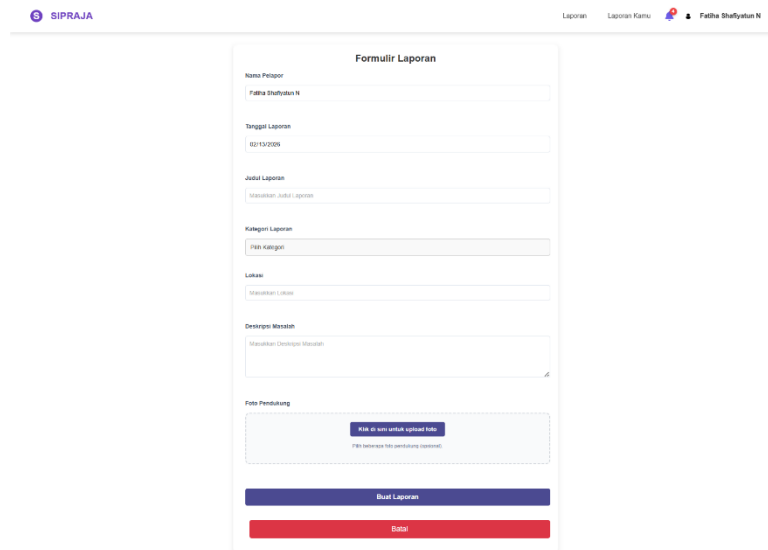 S SIPRAJA
Laporan Laporan Kamu Fatiha Shafiyatun N
Formulir Laporan
Nama Pelapor
Fatiha Shafiyatun N
Tanggal Laporan
02/13/2026
Judul Laporan
Masukkan Judul Laporan
Kategori Laporan
Pilih Kategori
Lokasi
Masukkan Lokasi
Deskripsi Masalah
Masukkan Deskripsi Masalah
Foto Pendukung
Klik di sini untuk upload foto
Pilih beberapa foto pendukung (opsional)
Buat Laporan
Batal